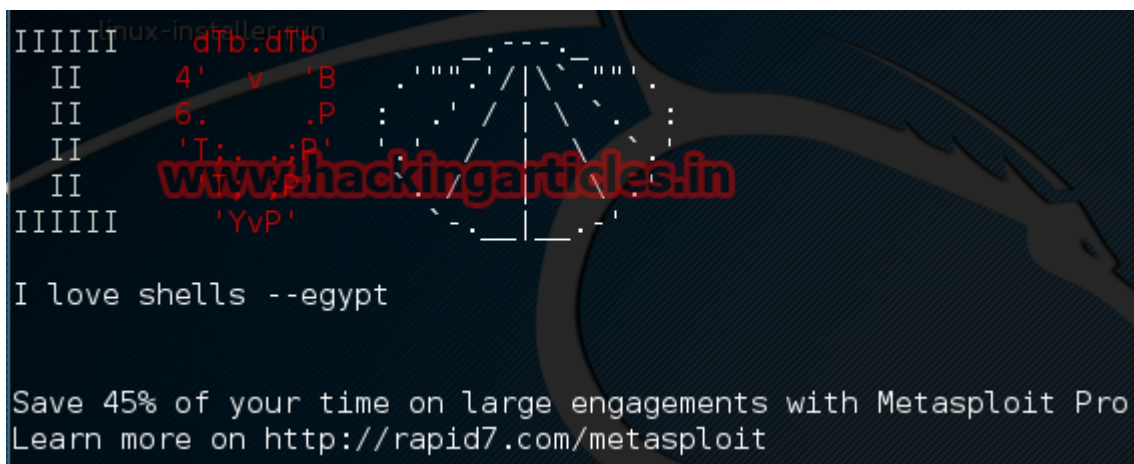 linux-installer.run
IIIIII    dTb.dTb        _.---._
  II     4'  v  'B   .'"".'/|\`.""'.
  II     6.     .P  :  .' / | \ `.  :
  II     'T;. .;P'  '.'  /  |  \  `.'
  II      'T; ;P'    `. /   |   \ .'
IIIIII     'YvP'       `-.__|__.-'
www.hackingarticles.in
I love shells --egypt
Save 45% of your time on large engagements with Metasploit Pro
Learn more on http://rapid7.com/metasploit